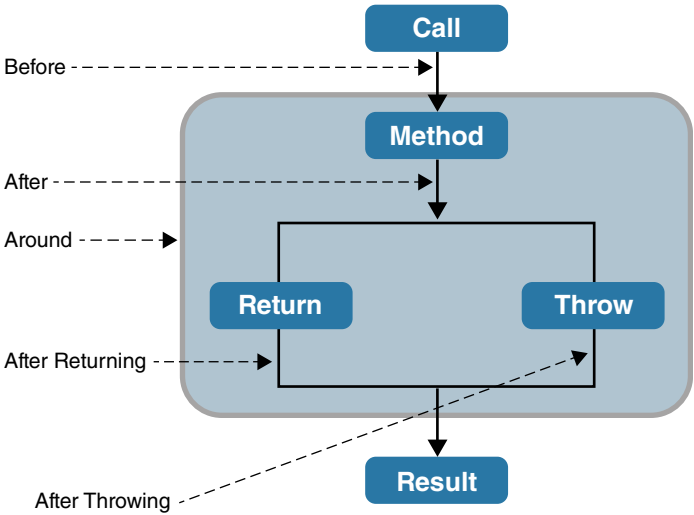 Call
Before
Method
After
Around
Return
Throw
After Returning
Result
After Throwing